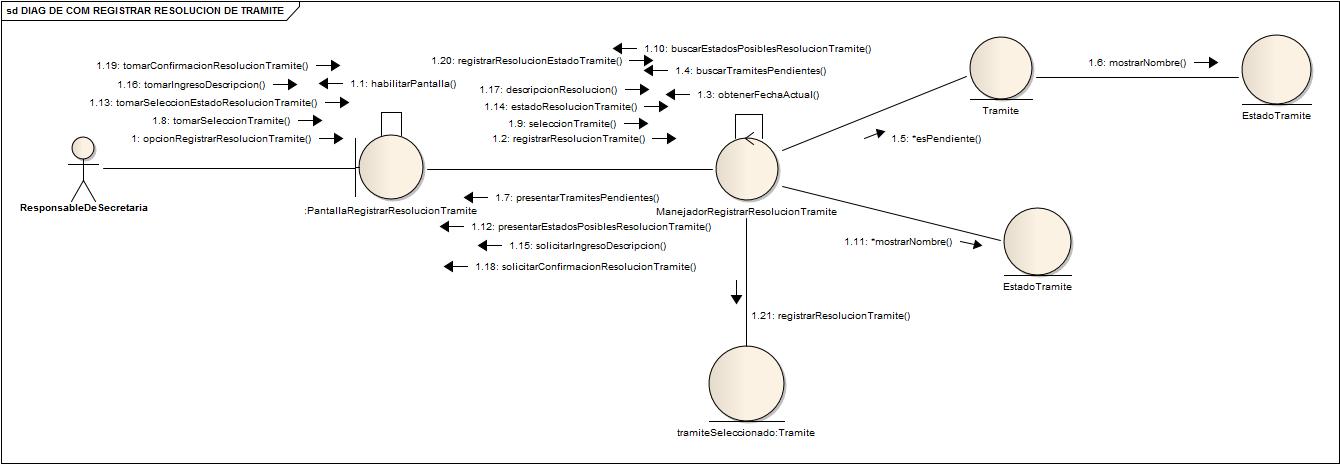 sd DIAG DE COM REGISTRAR RESOLUCION DE TRAMITE
1.19: tomarConfirmacionResolucionTramite()
1.16: tomarIngresoDescripcion()
1.1: habilitarPantalla()
1.13: tomarSeleccionEstadoResolucionTramite()
1.8: tomarSeleccionTramite()
1: opcionRegistrarResolucionTramite()
1.10: buscarEstadosPosiblesResolucionTramite()
1.20: registrarResolucionEstadoTramite()
1.4: buscarTramitesPendientes()
1.17: descripcionResolucion()
1.3: obtenerFechaActual()
1.14: estadoResolucionTramite()
1.9: seleccionTramite()
1.2: registrarResolucionTramite()
1.6: mostrarNombre()
Tramite
EstadoTramite
1.5: *esPendiente()
ResponsableDeSecretaria
:PantallaRegistrarResolucionTramite
ManejadorRegistrarResolucionTramite
1.7: presentarTramitesPendientes()
1.12: presentarEstadosPosiblesResolucionTramite()
1.15: solicitarIngresoDescripcion()
1.18: solicitarConfirmacionResolucionTramite()
1.11: *mostrarNombre()
EstadoTramite
1.21: registrarResolucionTramite()
tramiteSeleccionado:Tramite